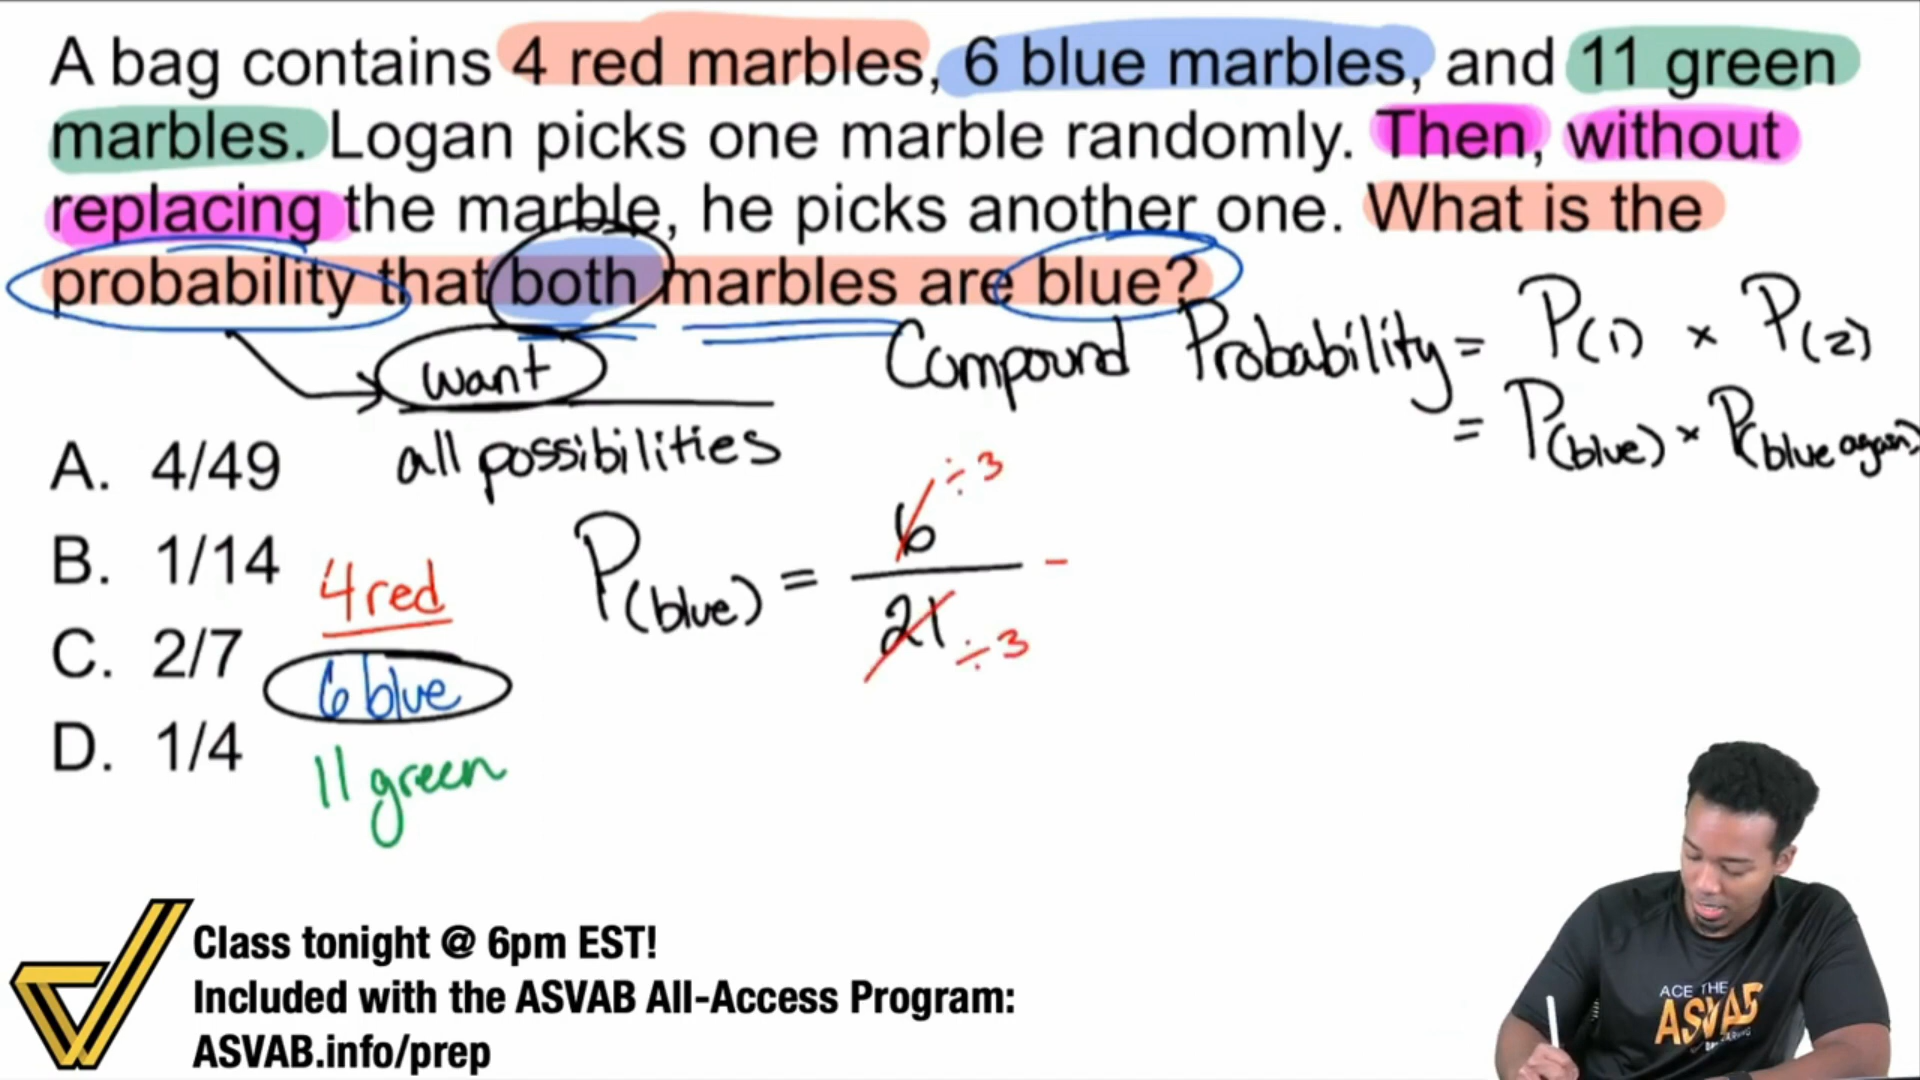 A bag contains 4 red marbles, 6 blue marbles, and 11 green
marbles. Logan picks one marble randomly. Then, without
replacing the marble, he picks another one. What is the
probability that both marbles are blue?
want
all possibilities
Compound Probability = P(1) × P(2)
= P(blue) × P(blue again)
A. 4/49
B. 1/14
C. 2/7
D. 1/4
4 red
6 blue
11 green
P(blue) = 6 ÷3
21 ÷3
-
Class tonight @ 6pm EST!
Included with the ASVAB All-Access Program:
ASVAB.info/prep
ACE THE
ASVAB